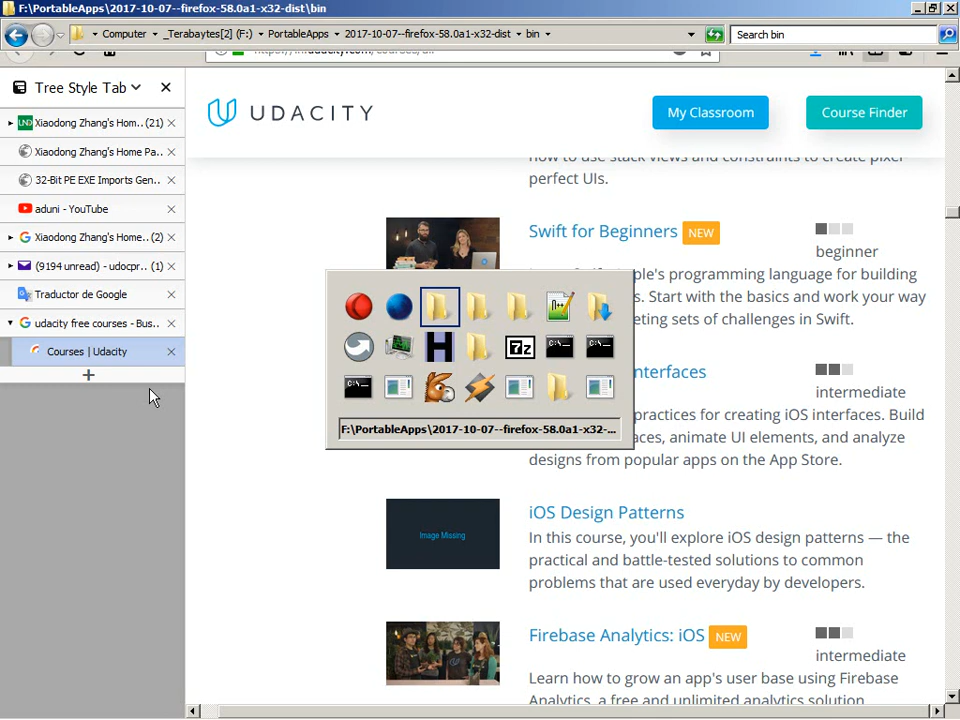 F:\PortableApps\2017-10-07--firefox-58.0a1-x32-dist\bin
Computer
_Terabaytes[2] (F:)
PortableApps
2017-10-07--firefox-58.0a1-x32-dist
bin
Search bin
Tree Style Tab
Xiaodong Zhang's Hom.. (21)
Xiaodong Zhang's Home Pa..
32-Bit PE EXE Imports Gen..
aduni - YouTube
Xiaodong Zhang's Home.. (2)
(9194 unread) - udocpr.. (1)
Traductor de Google
udacity free courses - Bus..
Courses | Udacity
UDACITY
My Classroom
Course Finder
how to use stack views and constraints to create pixel
perfect UIs.
Swift for Beginners NEW
beginner
ple's programming language for building
ps. Start with the basics and work your way
eting sets of challenges in Swift.
nterfaces
intermediate
practices for creating iOS interfaces. Build
aces, animate UI elements, and analyze
designs from popular apps on the App Store.
7z
C:\
C:\
C:\
F:\PortableApps\2017-10-07--firefox-58.0a1-x32-...
Image Missing
iOS Design Patterns
In this course, you'll explore iOS design patterns — the
practical and battle-tested solutions to common
problems that are used everyday by developers.
Firebase Analytics: iOS NEW
intermediate
Learn how to grow an app's user base using Firebase
Analytics, a free and unlimited analytics solution